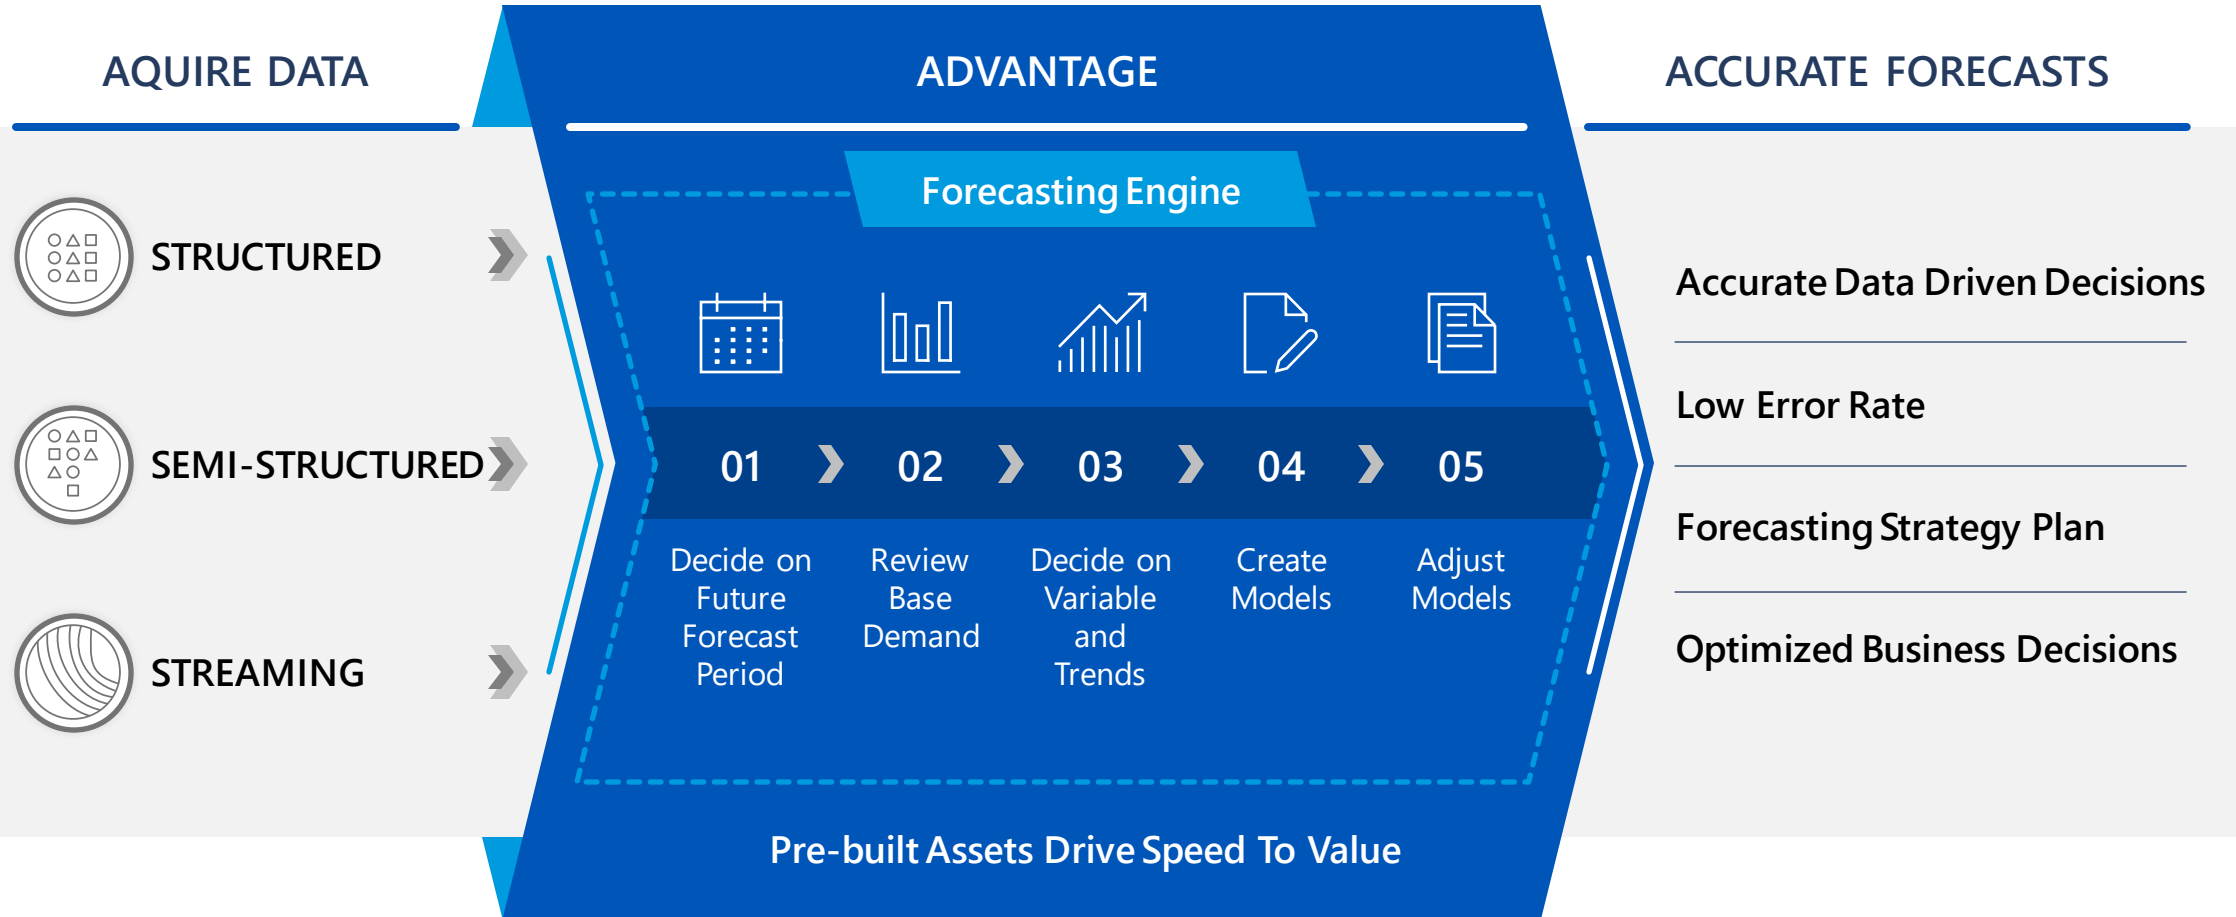 AQUIRE DATA
STRUCTURED
SEMI-STRUCTURED
STREAMING
ADVANTAGE
Forecasting Engine
01
02
03
04
05
Decide on
Future
Forecast
Period
Review
Base
Demand
Decide on
Variable
and
Trends
Create
Models
Adjust
Models
Pre-built Assets Drive Speed To Value
ACCURATE FORECASTS
Accurate Data Driven Decisions
Low Error Rate
Forecasting Strategy Plan
Optimized Business Decisions